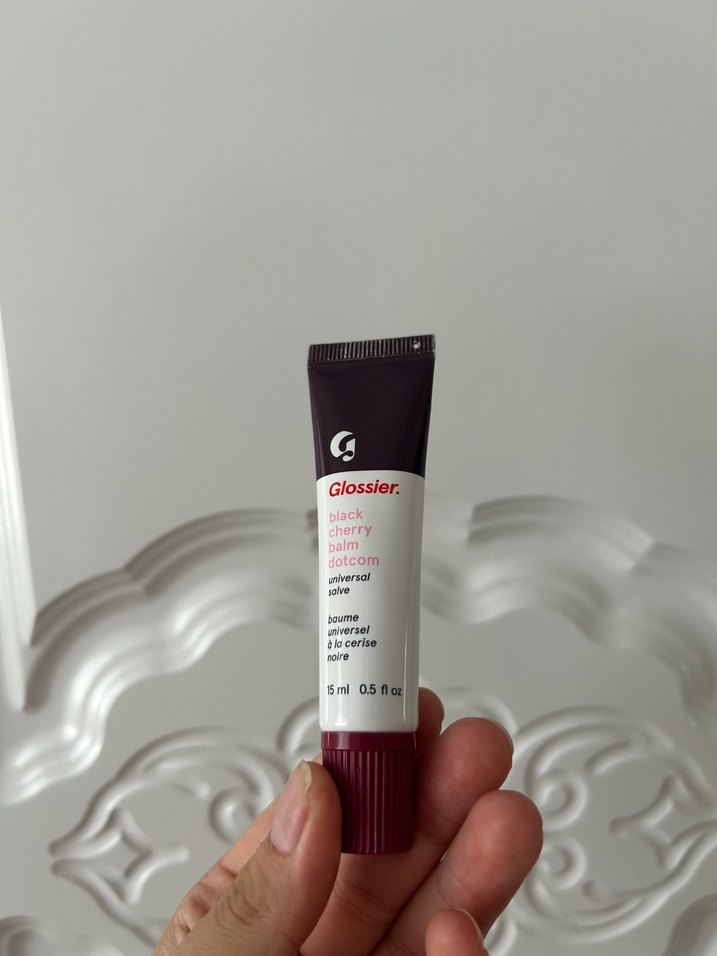 G
Glossier.
black
cherry
balm
dotcom
universal
salve
baume
universel
à la cerise
noire
15 ml 0.5 fl oz